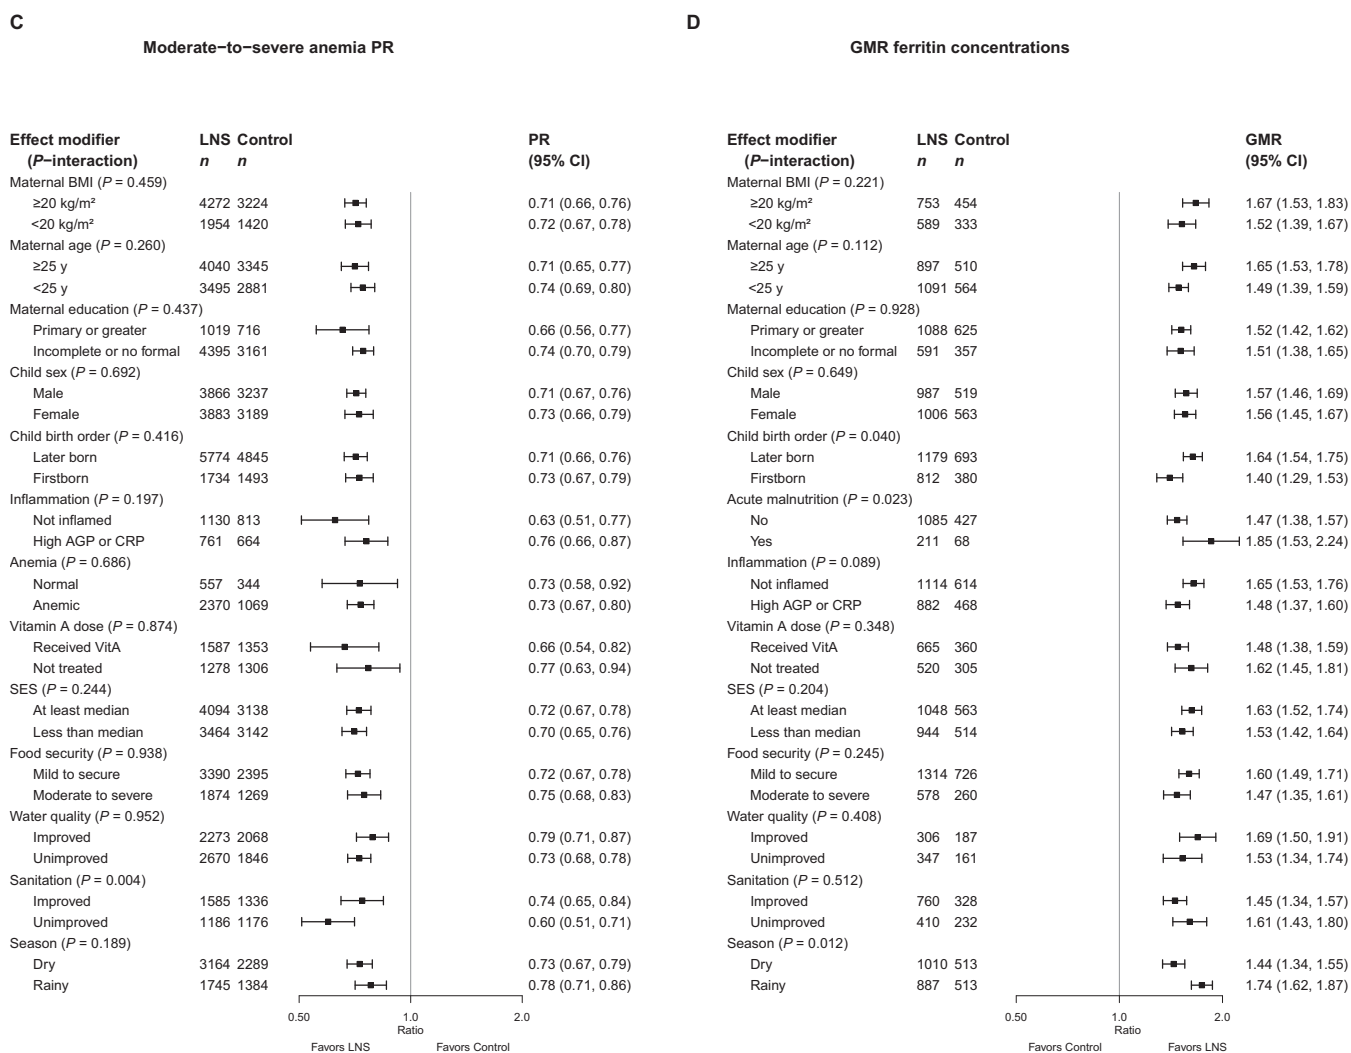 C
Moderate−to−severe anemia PR
Effect modifier LNS Control PR
(P−interaction) n n (95% CI)
Maternal BMI (P = 0.459)
≥20 kg/m² 4272 3224 0.71 (0.66, 0.76)
<20 kg/m² 1954 1420 0.72 (0.67, 0.78)
Maternal age (P = 0.260)
≥25 y 4040 3345 0.71 (0.65, 0.77)
<25 y 3495 2881 0.74 (0.69, 0.80)
Maternal education (P = 0.437)
Primary or greater 1019 716 0.66 (0.56, 0.77)
Incomplete or no formal 4395 3161 0.74 (0.70, 0.79)
Child sex (P = 0.692)
Male 3866 3237 0.71 (0.67, 0.76)
Female 3883 3189 0.73 (0.66, 0.79)
Child birth order (P = 0.416)
Later born 5774 4845 0.71 (0.66, 0.76)
Firstborn 1734 1493 0.73 (0.67, 0.79)
Inflammation (P = 0.197)
Not inflamed 1130 813 0.63 (0.51, 0.77)
High AGP or CRP 761 664 0.76 (0.66, 0.87)
Anemia (P = 0.686)
Normal 557 344 0.73 (0.58, 0.92)
Anemic 2370 1069 0.73 (0.67, 0.80)
Vitamin A dose (P = 0.874)
Received VitA 1587 1353 0.66 (0.54, 0.82)
Not treated 1278 1306 0.77 (0.63, 0.94)
SES (P = 0.244)
At least median 4094 3138 0.72 (0.67, 0.78)
Less than median 3464 3142 0.70 (0.65, 0.76)
Food security (P = 0.938)
Mild to secure 3390 2395 0.72 (0.67, 0.78)
Moderate to severe 1874 1269 0.75 (0.68, 0.83)
Water quality (P = 0.952)
Improved 2273 2068 0.79 (0.71, 0.87)
Unimproved 2670 1846 0.73 (0.68, 0.78)
Sanitation (P = 0.004)
Improved 1585 1336 0.74 (0.65, 0.84)
Unimproved 1186 1176 0.60 (0.51, 0.71)
Season (P = 0.189)
Dry 3164 2289 0.73 (0.67, 0.79)
Rainy 1745 1384 0.78 (0.71, 0.86)
0.50 1.0 2.0
Ratio
Favors LNS Favors Control
D
GMR ferritin concentrations
Effect modifier LNS Control GMR
(P−interaction) n n (95% CI)
Maternal BMI (P = 0.221)
≥20 kg/m² 753 454 1.67 (1.53, 1.83)
<20 kg/m² 589 333 1.52 (1.39, 1.67)
Maternal age (P = 0.112)
≥25 y 897 510 1.65 (1.53, 1.78)
<25 y 1091 564 1.49 (1.39, 1.59)
Maternal education (P = 0.928)
Primary or greater 1088 625 1.52 (1.42, 1.62)
Incomplete or no formal 591 357 1.51 (1.38, 1.65)
Child sex (P = 0.649)
Male 987 519 1.57 (1.46, 1.69)
Female 1006 563 1.56 (1.45, 1.67)
Child birth order (P = 0.040)
Later born 1179 693 1.64 (1.54, 1.75)
Firstborn 812 380 1.40 (1.29, 1.53)
Acute malnutrition (P = 0.023)
No 1085 427 1.47 (1.38, 1.57)
Yes 211 68 1.85 (1.53, 2.24)
Inflammation (P = 0.089)
Not inflamed 1114 614 1.65 (1.53, 1.76)
High AGP or CRP 882 468 1.48 (1.37, 1.60)
Vitamin A dose (P = 0.348)
Received VitA 665 360 1.48 (1.38, 1.59)
Not treated 520 305 1.62 (1.45, 1.81)
SES (P = 0.204)
At least median 1048 563 1.63 (1.52, 1.74)
Less than median 944 514 1.53 (1.42, 1.64)
Food security (P = 0.245)
Mild to secure 1314 726 1.60 (1.49, 1.71)
Moderate to severe 578 260 1.47 (1.35, 1.61)
Water quality (P = 0.408)
Improved 306 187 1.69 (1.50, 1.91)
Unimproved 347 161 1.53 (1.34, 1.74)
Sanitation (P = 0.512)
Improved 760 328 1.45 (1.34, 1.57)
Unimproved 410 232 1.61 (1.43, 1.80)
Season (P = 0.012)
Dry 1010 513 1.44 (1.34, 1.55)
Rainy 887 513 1.74 (1.62, 1.87)
0.50 1.0 2.0
Ratio
Favors Control Favors LNS